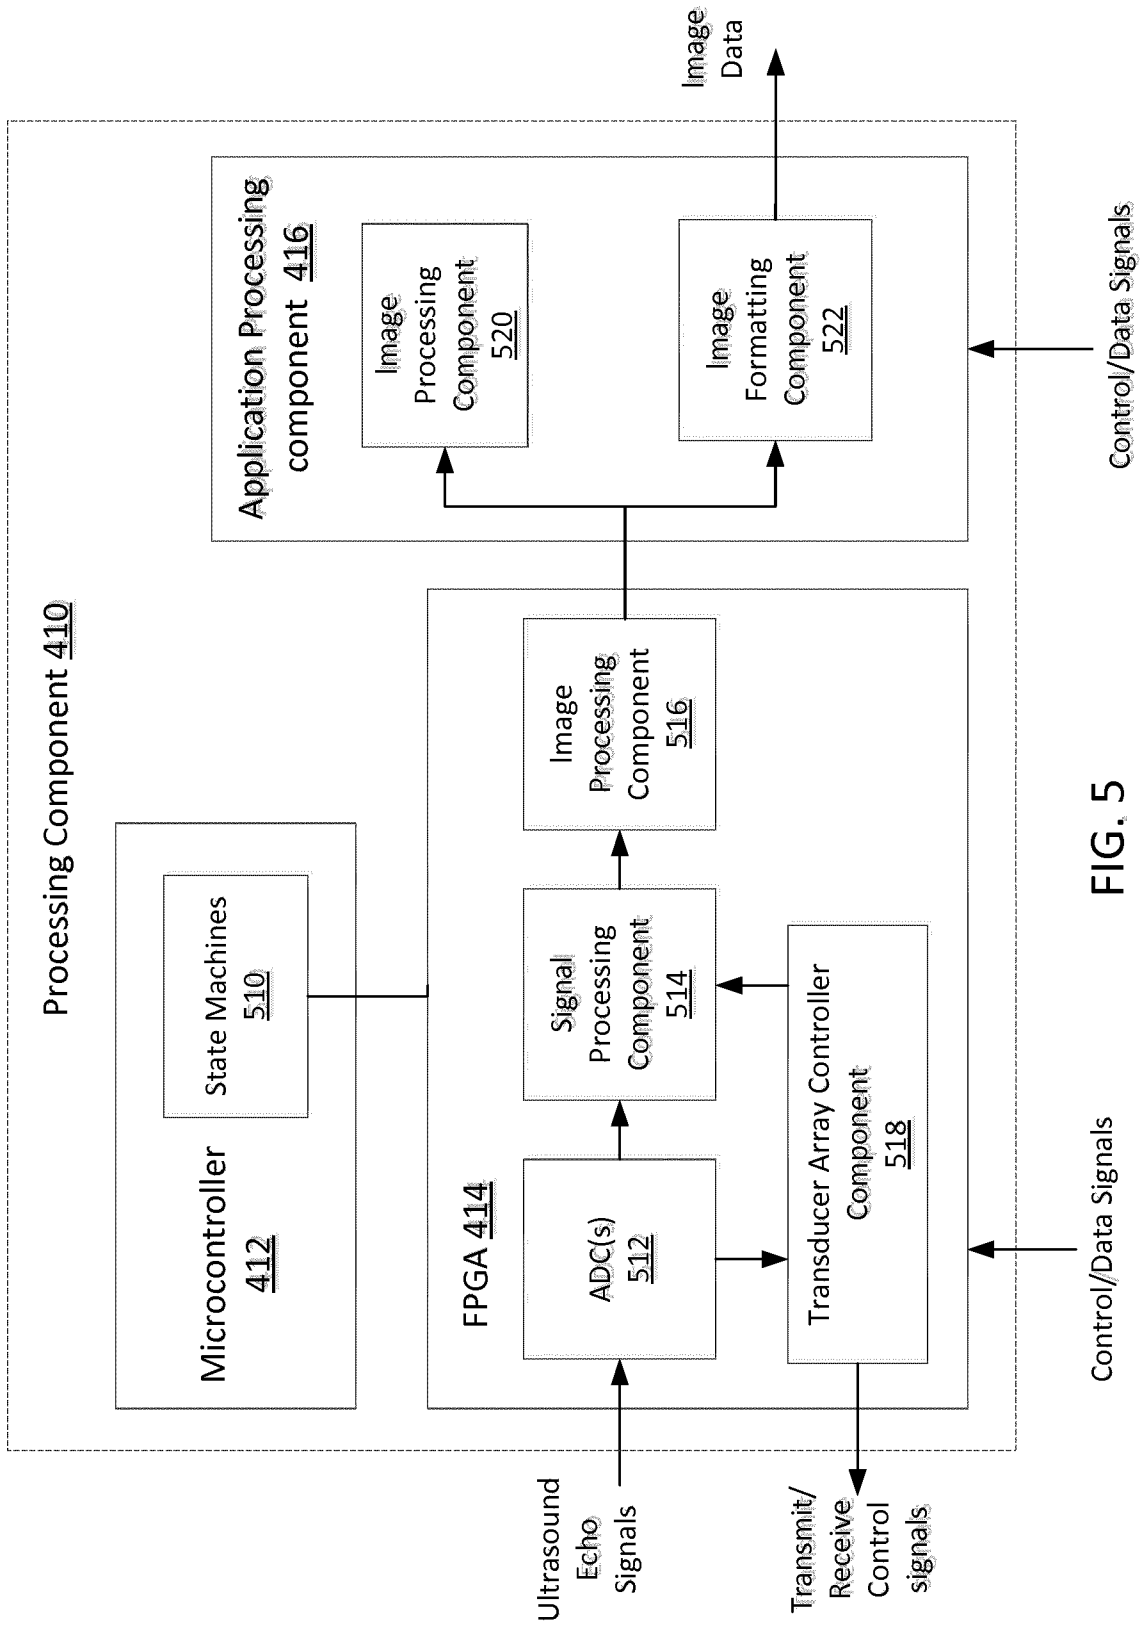 Processing Component 410
Microcontroller
412
State Machines
510
Application Processing
component 416
Image
Processing
Component
520
Image
Formatting
Component
522
Image
Data
FPGA 414
ADC(s)
512
Signal
Processing
Component
514
Image
Processing
Component
516
Transducer Array Controller
Component
518
Ultrasound
Echo
Signals
Transmit/
Receive
Control
signals
Control/Data Signals
Control/Data Signals
FIG. 5